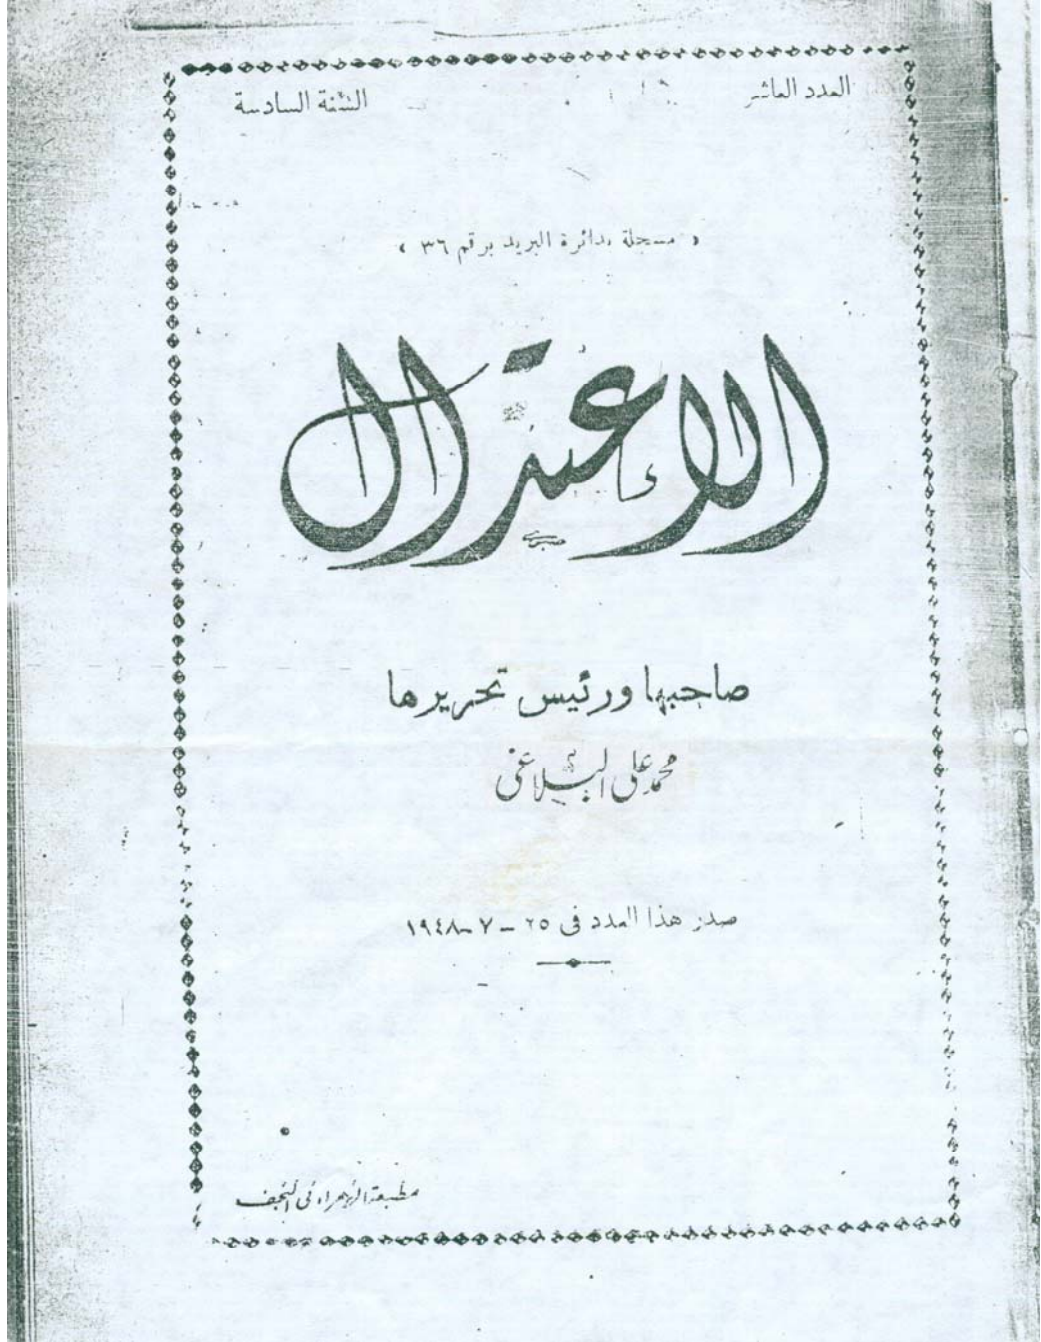 العدد العاشر
السنة السادسة
« مسجلة بدائرة البريد برقم ٣٦ »
الإعتدال
صاحبها ورئيس تحريرها
محمد علي البلاغي
صدر هذا العدد في ٢٥ - ٧ - ١٩٤٨
مطبعة الزهراء في النجف